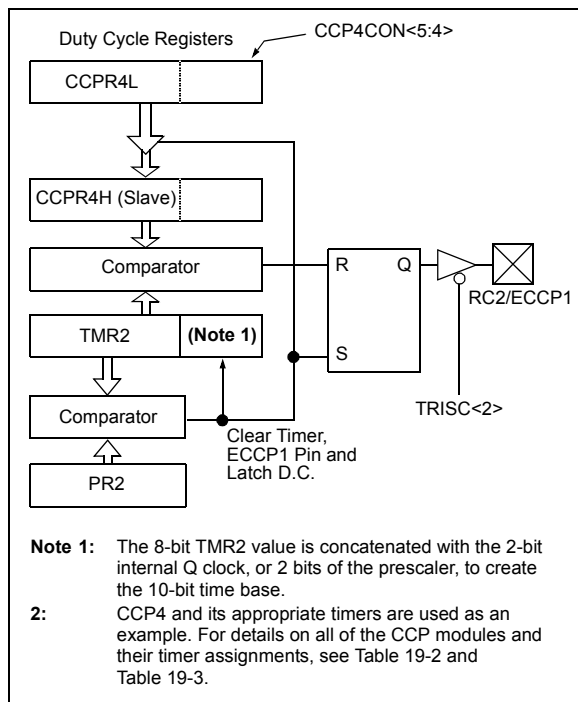 Duty Cycle Registers
CCP4CON<5:4>
CCPR4L
CCPR4H (Slave)
Comparator
R
Q
RC2/ECCP1
TMR2
(Note 1)
S
TRISC<2>
Comparator
Clear Timer,
ECCP1 Pin and
Latch D.C.
PR2
Note 1: The 8-bit TMR2 value is concatenated with the 2-bit
internal Q clock, or 2 bits of the prescaler, to create
the 10-bit time base.
2: CCP4 and its appropriate timers are used as an
example. For details on all of the CCP modules and
their timer assignments, see Table 19-2 and
Table 19-3.